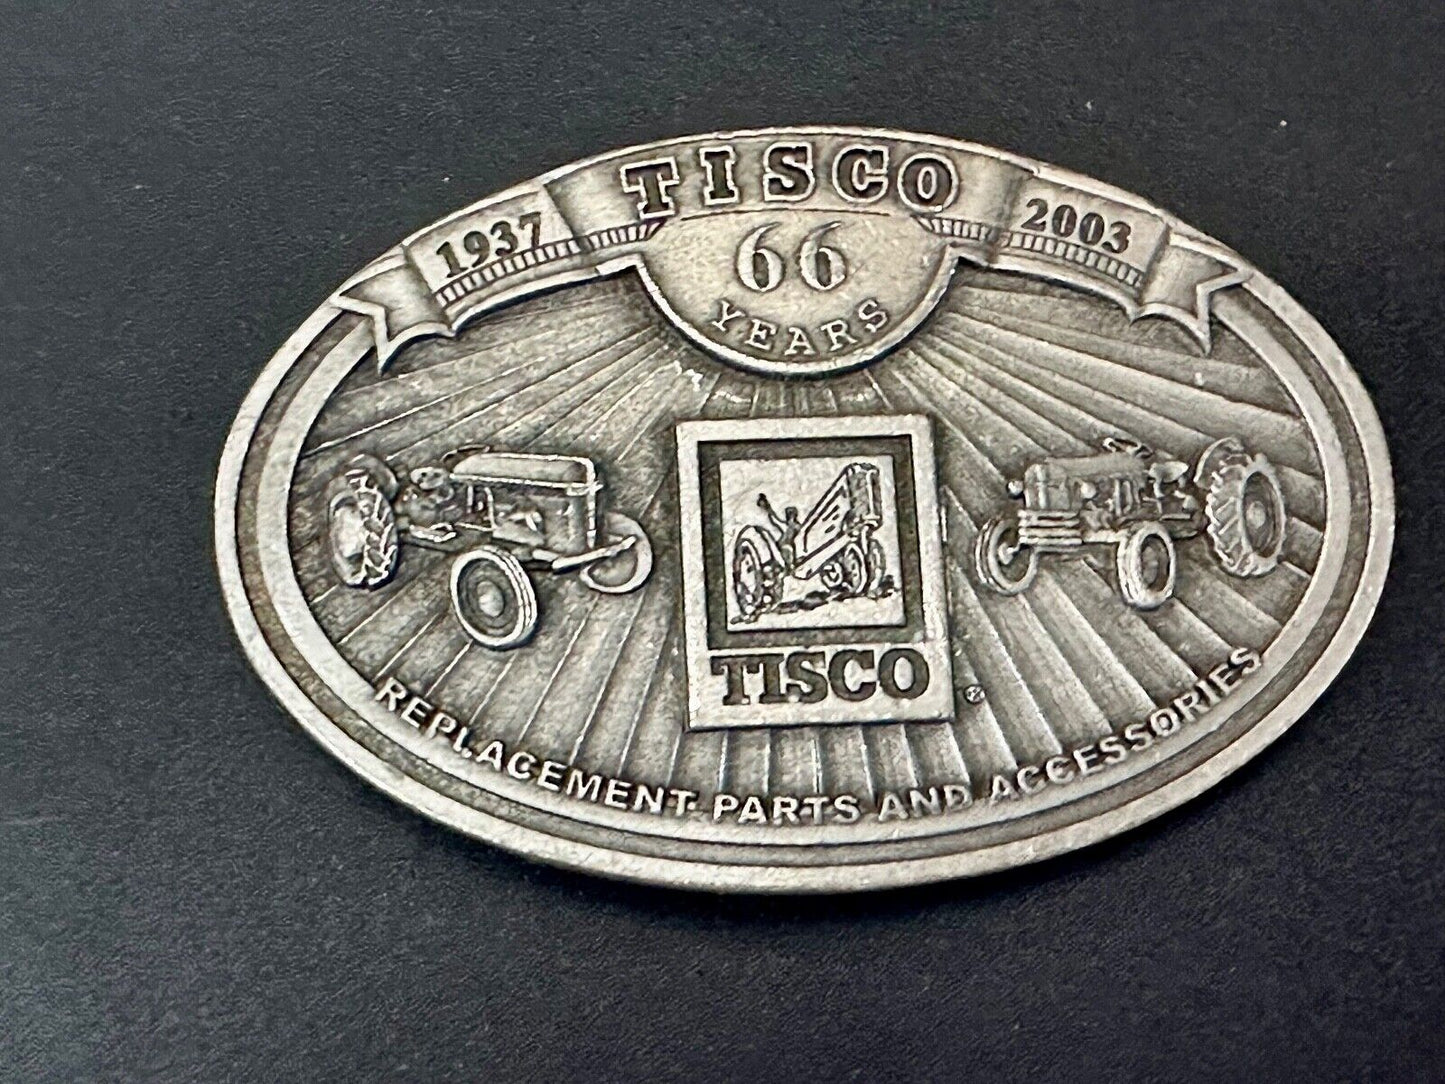 TISCO
1937 2003
66
YEARS
TISCO ®
REPLACEMENT PARTS AND ACCESSORIES